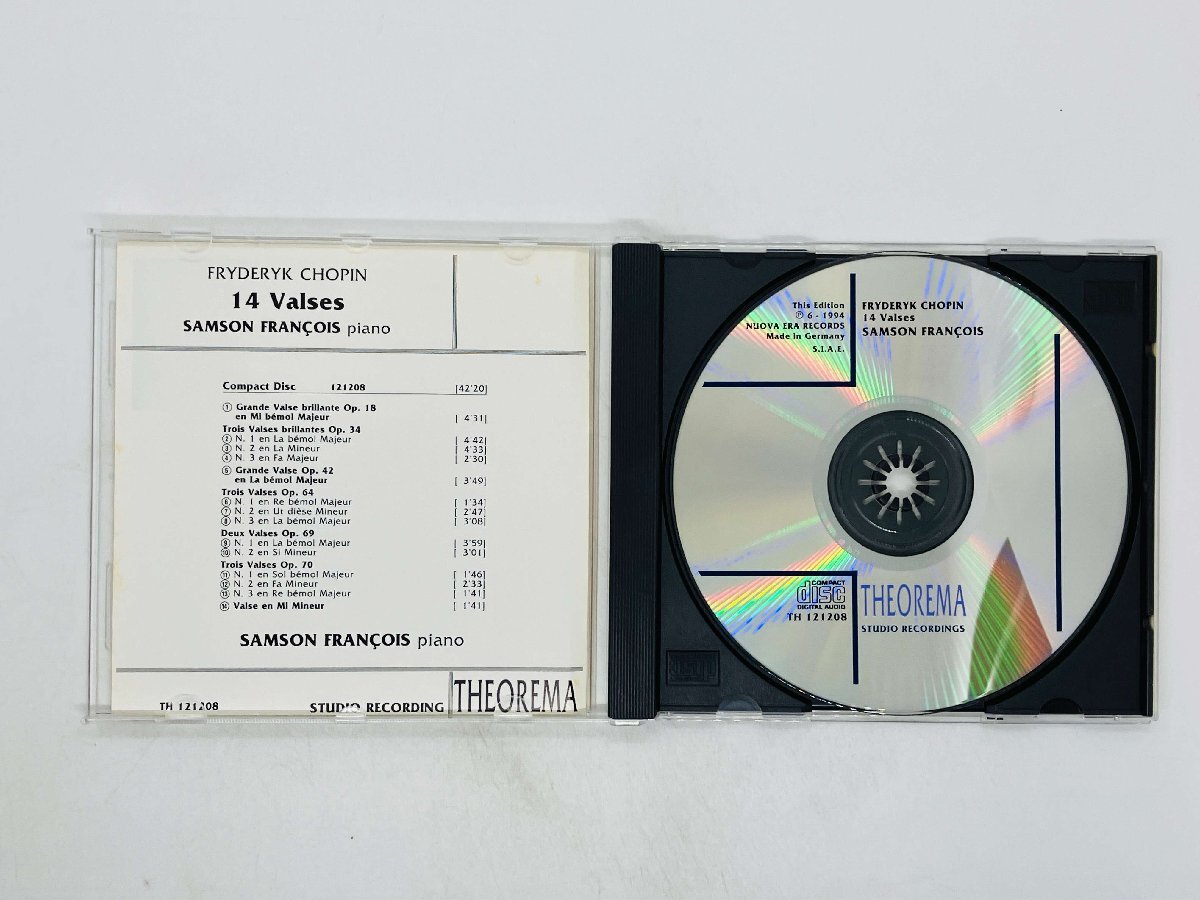 FRYDERYK CHOPIN
14 Valses
SAMSON FRANÇOIS piano
Compact Disc 121208 [42'20]
① Grande Valse brillante Op. 18
en Mi bémol Majeur [ 4'31]
Trois Valses brillantes Op. 34
② N. 1 en La bémol Majeur [ 4'42]
③ N. 2 en La Mineur [ 4'33]
④ N. 3 en Fa Majeur [ 2'30]
⑤ Grande Valse Op. 42
en La bémol Majeur [ 3'49]
Trois Valses Op. 64
⑥ N. 1 en Re bémol Majeur [ 1'34]
⑦ N. 2 en Ut dièse Mineur [ 2'47]
⑧ N. 3 en La bémol Majeur [ 3'08]
Deux Valses Op. 69
⑨ N. 1 en La bémol Majeur [ 3'59]
⑩ N. 2 en Si Mineur [ 3'01]
Trois Valses Op. 70
⑪ N. 1 en Sol bémol Majeur [ 1'46]
⑫ N. 2 en Fa Mineur [ 2'33]
⑬ N. 3 en Re bémol Majeur [ 1'41]
⑭ Valse en Mi Mineur [ 1'41]
SAMSON FRANÇOIS piano
TH 121208 STUDIO RECORDING THEOREMA
This Edition
℗ 6 - 1994
NUOVA ERA RECORDS
Made in Germany
S.I.A.E.
FRYDERYK CHOPIN
14 Valses
SAMSON FRANÇOIS
COMPACT
disc
DIGITAL AUDIO
TH 121208
THEOREMA
STUDIO RECORDINGS